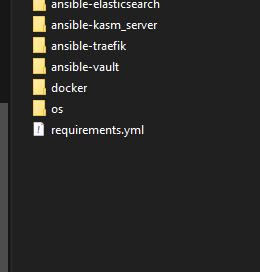 ansible-elasticsearch
ansible-kasm_server
ansible-traefik
ansible-vault
docker
os
requirements.yml